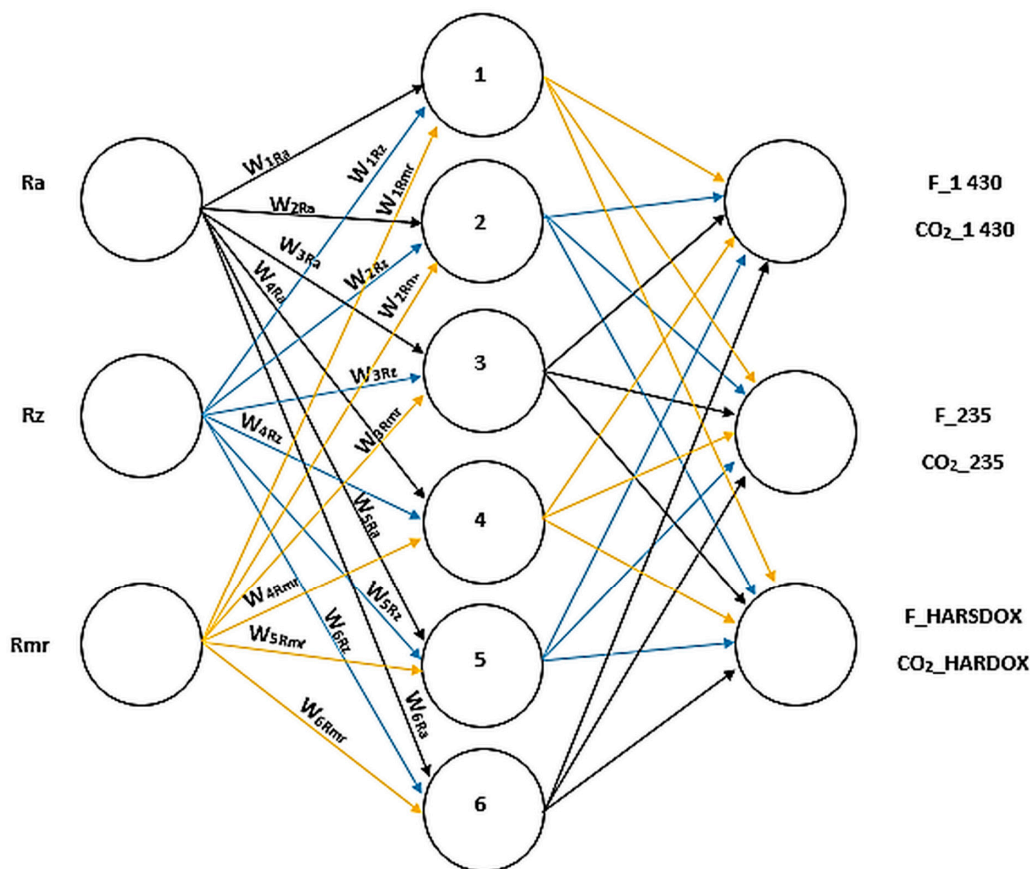 Ra
Rz
Rmr
W1Ra
W2Ra
W3Ra
W4Ra
W5Ra
W6Ra
W1Rz
W2Rz
W3Rz
W4Rz
W5Rz
W6Rz
W1Rmr
W2Rmr
W3Rmr
W4Rmr
W5Rmr
W6Rmr
1
2
3
4
5
6
F_1 430
CO₂_1 430
F_235
CO₂_235
F_HARSDOX
CO₂_HARDOX